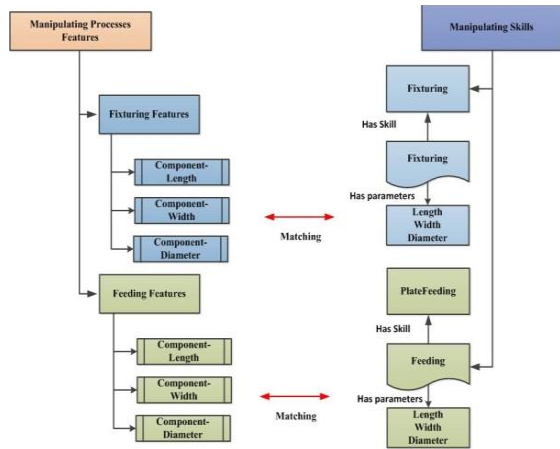 Manipulating Processes
Features
Manipulating Skills
Fixturing Features
Component-
Length
Component-
Width
Component-
Diameter
Fixturing
Has Skill
Fixturing
Has parameters
Length
Width
Diameter
Matching
Feeding Features
Component-
Length
Component-
Width
Component-
Diameter
PlateFeeding
Has Skill
Feeding
Has parameters
Length
Width
Diameter
Matching